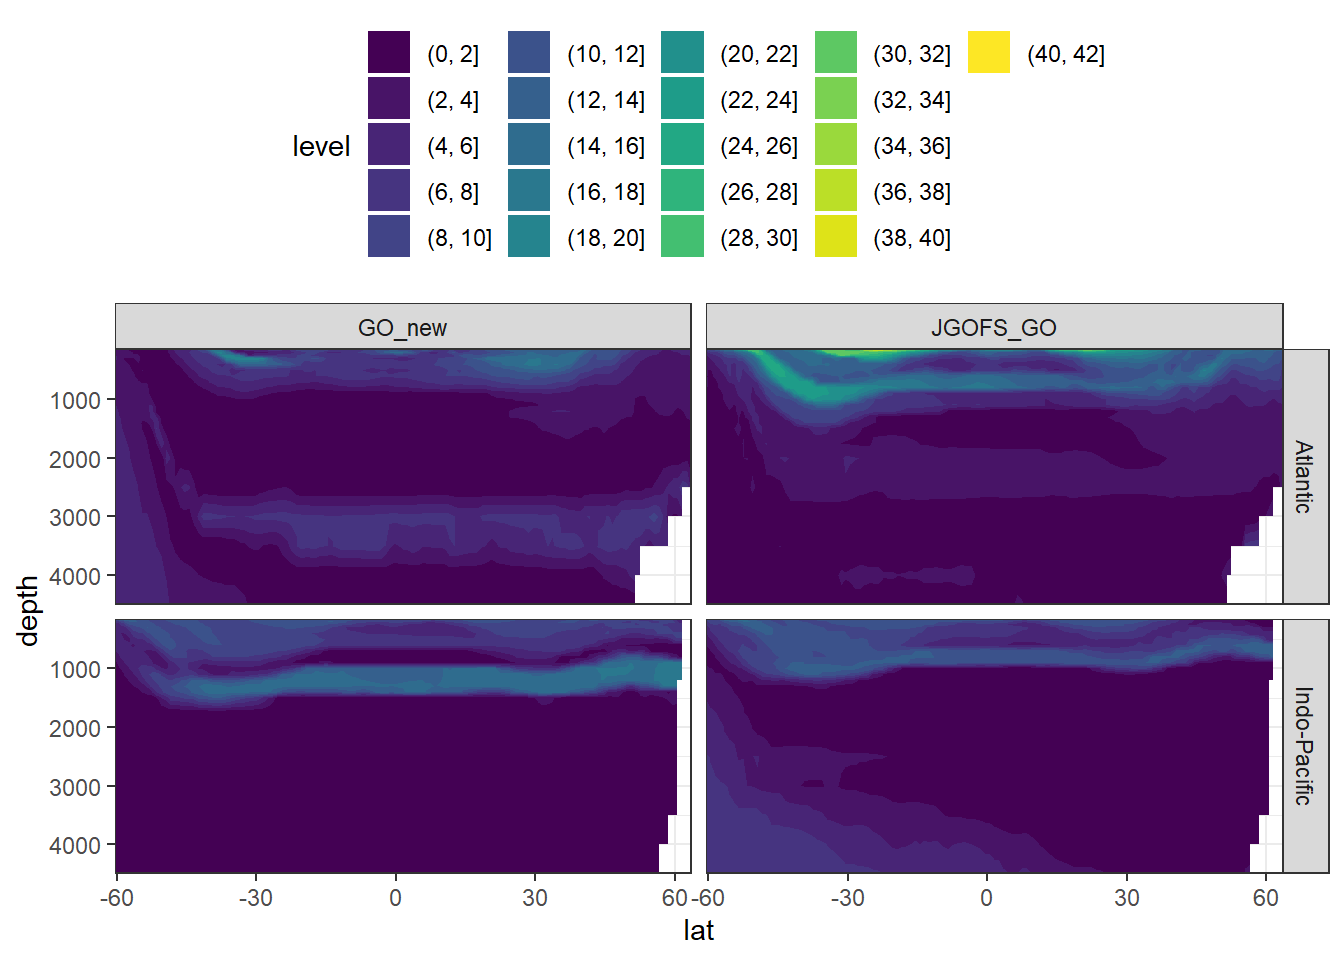 level
(0, 2] (10, 12] (20, 22] (30, 32] (40, 42]
(2, 4] (12, 14] (22, 24] (32, 34]
(4, 6] (14, 16] (24, 26] (34, 36]
(6, 8] (16, 18] (26, 28] (36, 38]
(8, 10] (18, 20] (28, 30] (38, 40]
GO_new JGOFS_GO
Atlantic
Indo-Pacific
depth
1000
2000
3000
4000
1000
2000
3000
4000
-60 -30 0 30 60 -60 -30 0 30 60
lat